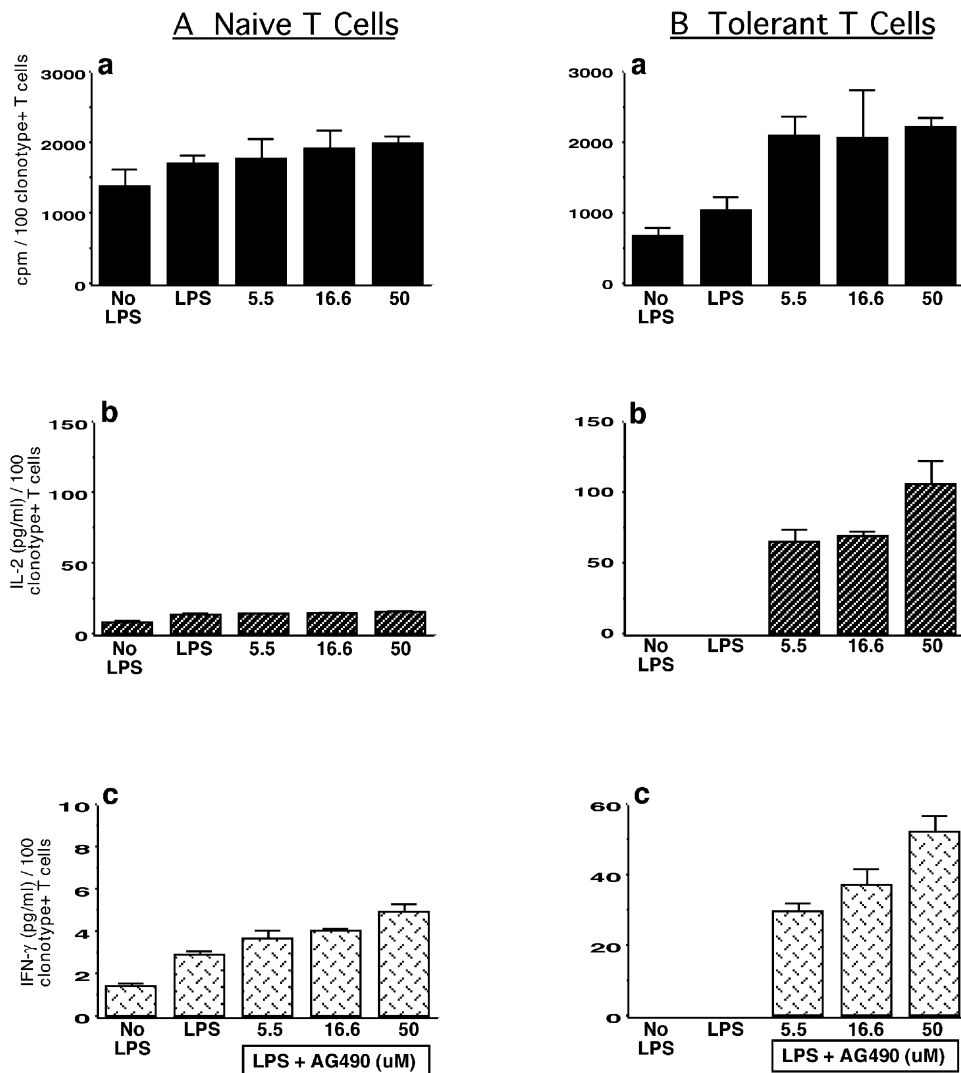 A Naive T Cells
B Tolerant T Cells
a
cpm / 100 clonotype+ T cells
3000
2000
1000
0
No LPS
LPS
5.5
16.6
50
a
3000
2000
1000
0
No LPS
LPS
5.5
16.6
50
b
IL-2 (pg/ml) / 100
clonotype+ T cells
150
100
50
0
No LPS
LPS
5.5
16.6
50
b
150
100
50
0
No LPS
LPS
5.5
16.6
50
c
IFN-γ (pg/ml) / 100
clonotype+ T cells
10
8
6
4
2
0
No LPS
LPS
5.5
16.6
50
LPS + AG490 (uM)
c
60
40
20
0
No LPS
LPS
5.5
16.6
50
LPS + AG490 (uM)